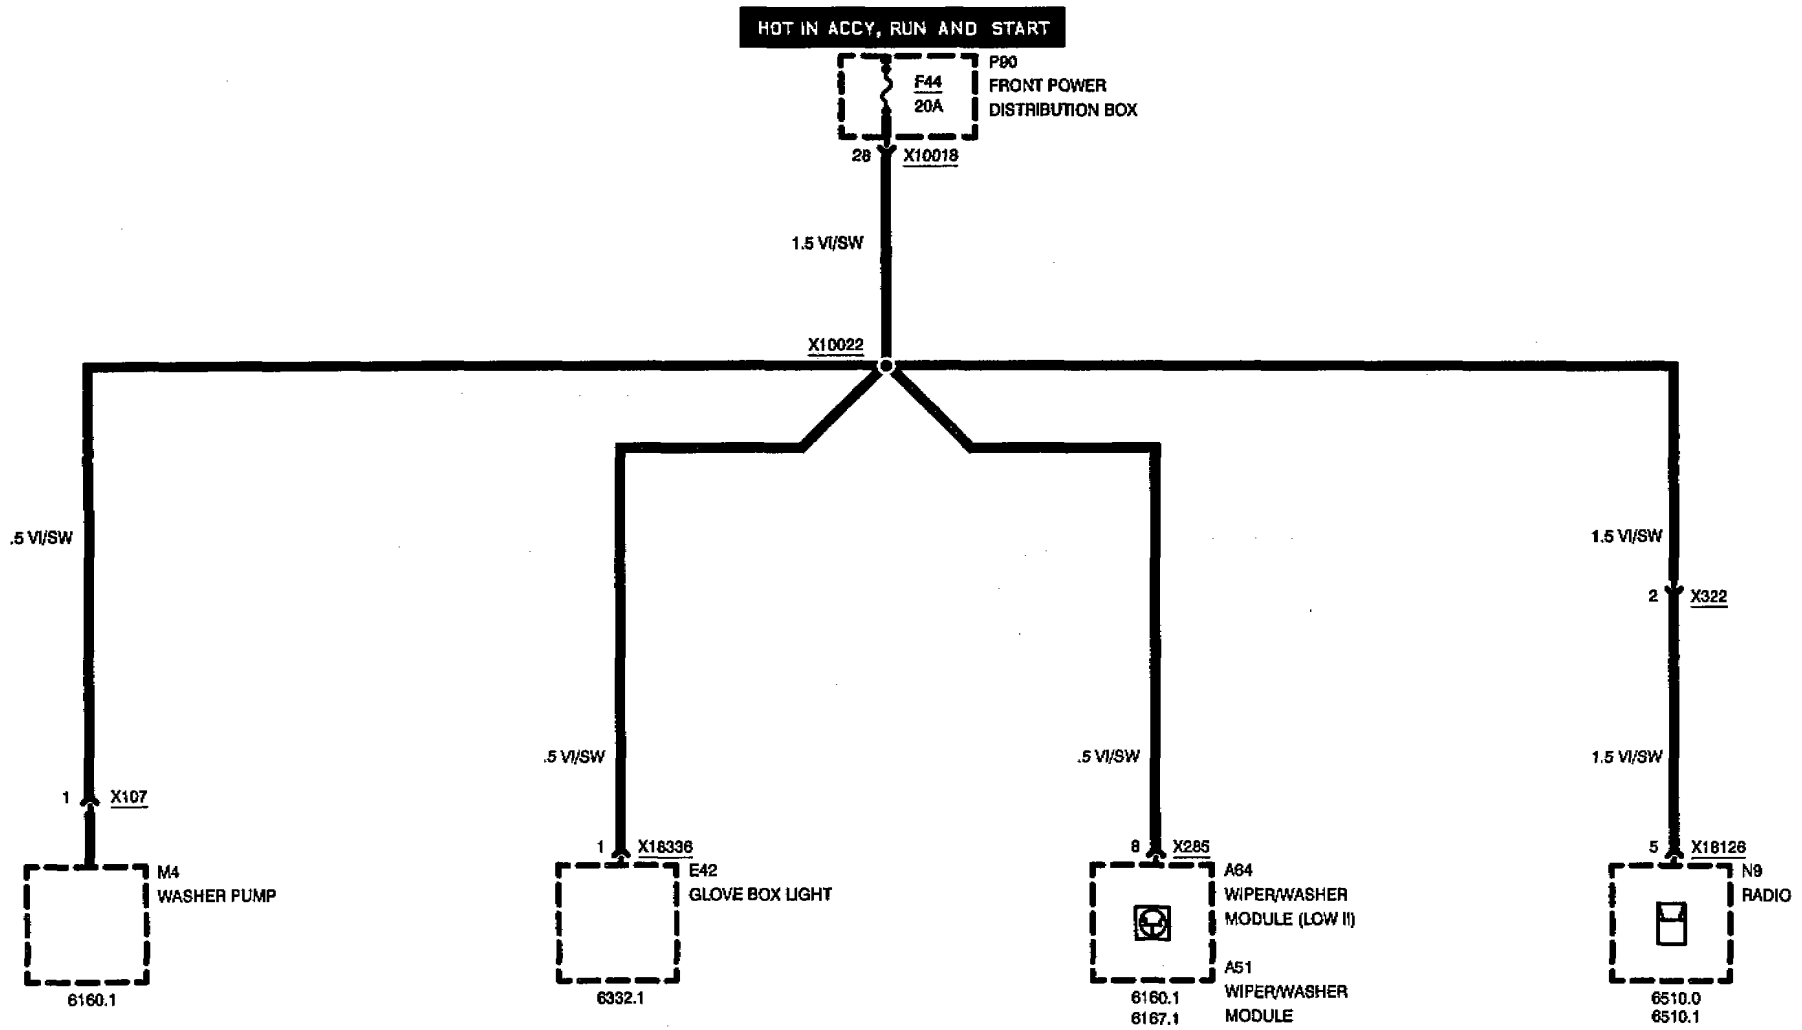 HOT IN ACCY, RUN AND START
P90
F44
FRONT POWER
20A
DISTRIBUTION BOX
28 X10018
1.5 VI/SW
X10022
.5 VI/SW
1.5 VI/SW
2 X322
.5 VI/SW
.5 VI/SW
1.5 VI/SW
1 X107
1 X18336
8 X285
5 X18126
M4
WASHER PUMP
6160.1
E42
GLOVE BOX LIGHT
6332.1
A64
WIPER/WASHER
MODULE (LOW II)
A51
WIPER/WASHER
MODULE
6160.1
6167.1
N9
RADIO
6510.0
6510.1